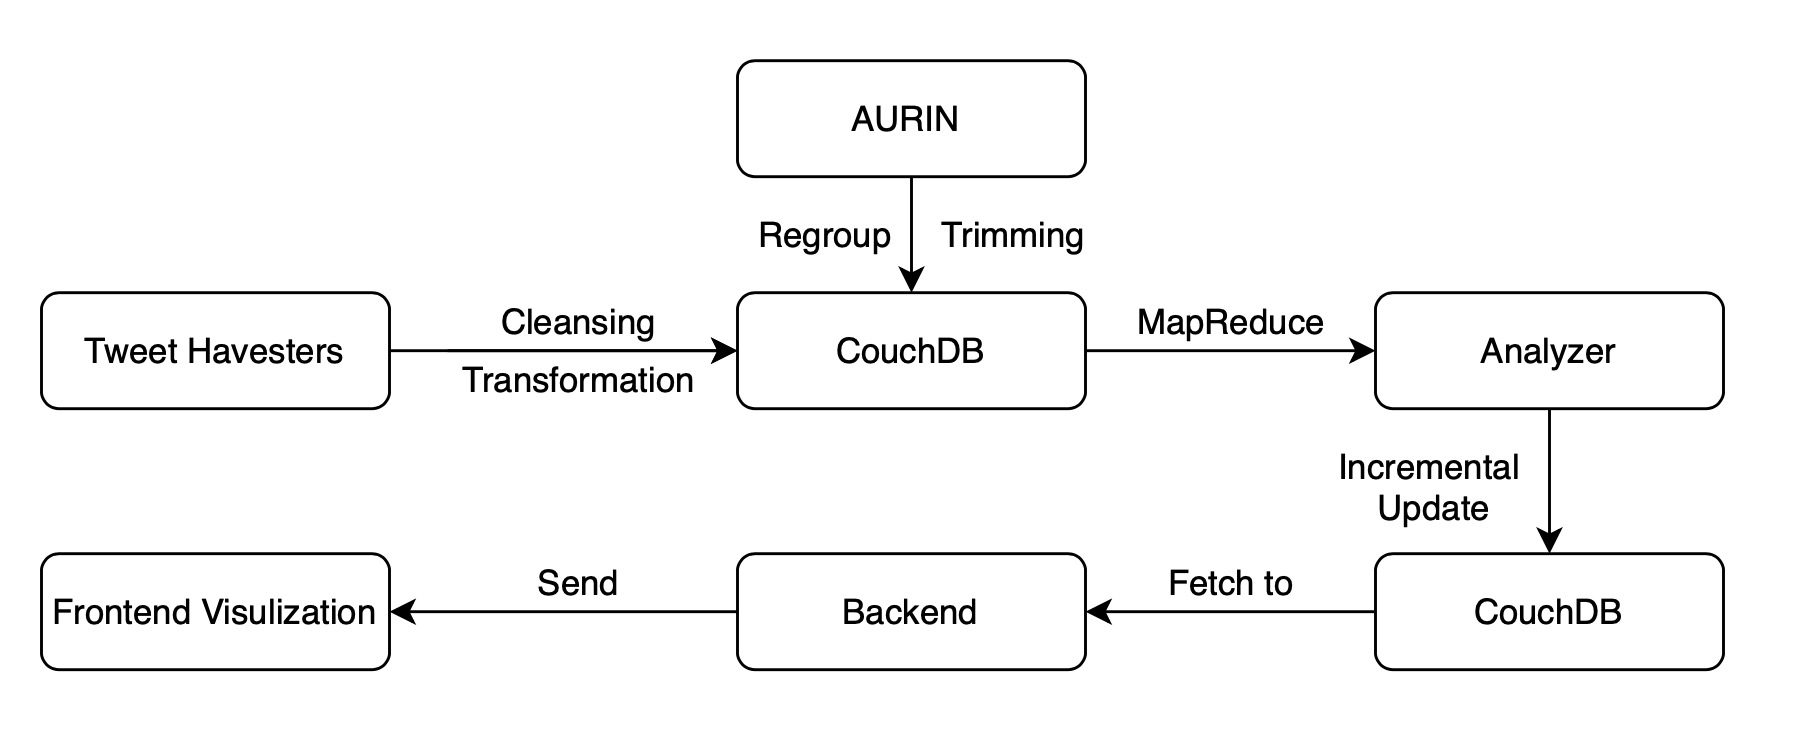 AURIN
Regroup
Trimming
Tweet Havesters
Cleansing
Transformation
CouchDB
MapReduce
Analyzer
Incremental
Update
Frontend Visulization
Send
Backend
Fetch to
CouchDB